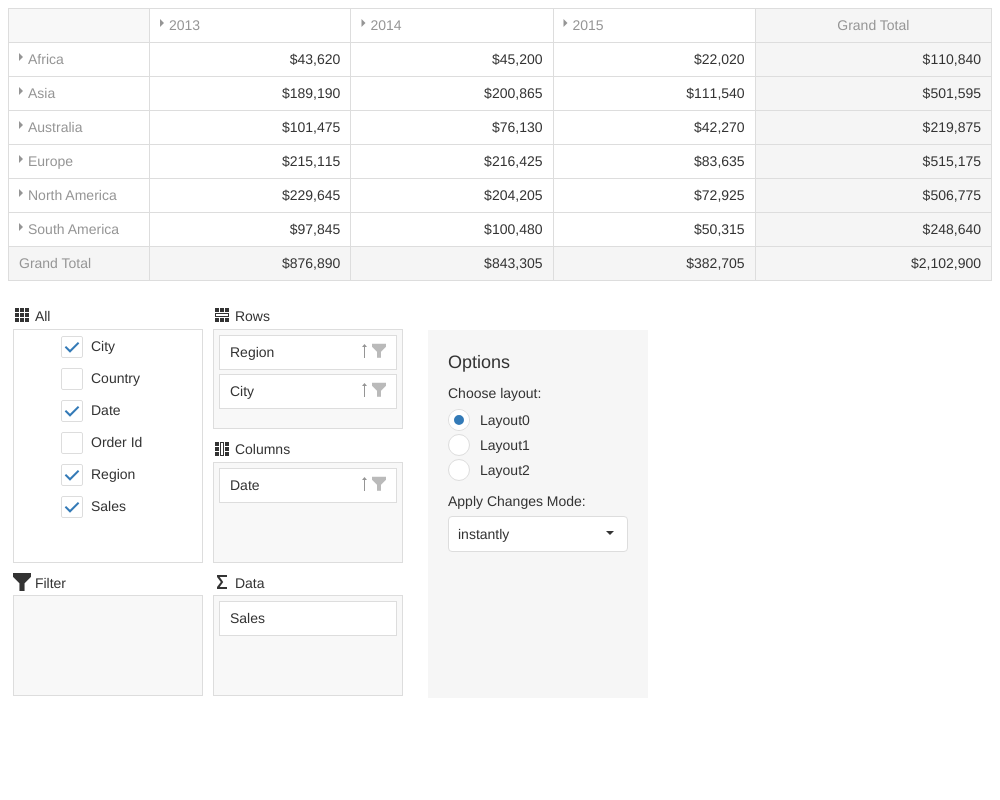 2013 2014 2015 Grand Total
Africa $43,620 $45,200 $22,020 $110,840
Asia $189,190 $200,865 $111,540 $501,595
Australia $101,475 $76,130 $42,270 $219,875
Europe $215,115 $216,425 $83,635 $515,175
North America $229,645 $204,205 $72,925 $506,775
South America $97,845 $100,480 $50,315 $248,640
Grand Total $876,890 $843,305 $382,705 $2,102,900
All
City
Country
Date
Order Id
Region
Sales
Filter
Rows
Region
City
Columns
Date
Data
Sales
Options
Choose layout:
Layout0
Layout1
Layout2
Apply Changes Mode:
instantly